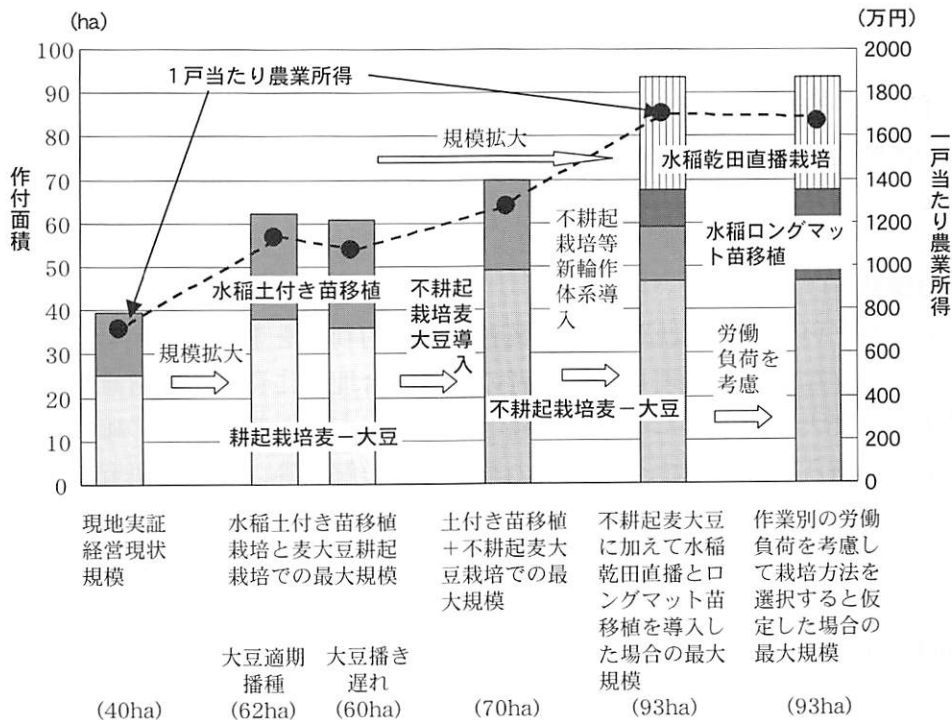 (ha)
(万円)
100
90
80
70
60
50
40
30
20
10
0
作付面積
2000
1800
1600
1400
1200
1000
800
600
400
200
0
一戸当たり農業所得
1戸当たり農業所得
規模拡大
水稲乾田直播栽培
水稲ロングマッ
ト苗移植
水稲土付き苗移植
不耕起
栽培麦
大豆導
入
不耕起
栽培等
新輪作
体系導
入
規模拡大
労働
負荷を
考慮
耕起栽培麦－大豆
不耕起栽培麦－大豆
現地実証
経営現状
規模
(40ha)
水稲土付き苗移植
栽培と麦大豆耕起
栽培での最大規模
大豆適期
播種
(62ha)
大豆播き
遅れ
(60ha)
土付き苗移植
＋不耕起麦大
豆栽培での最
大規模
(70ha)
不耕起麦大豆
に加えて水稲
乾田直播とロ
ングマット苗
移植を導入し
た場合の最大
規模
(93ha)
作業別の労働
負荷を考慮し
て栽培方法を
選択すると仮
定した場合の
最大規模
(93ha)